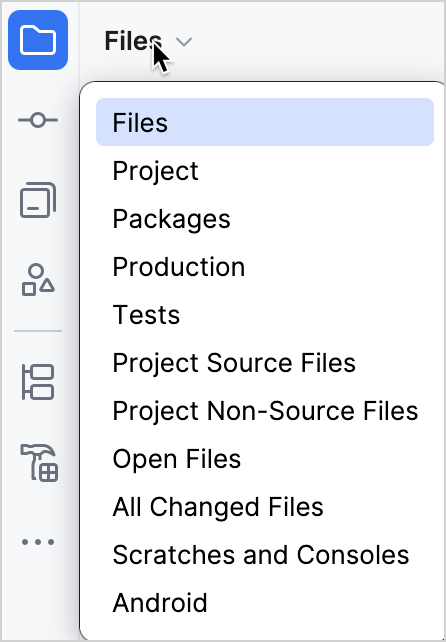 Files
Files
Project
Packages
Production
Tests
Project Source Files
Project Non-Source Files
Open Files
All Changed Files
Scratches and Consoles
Android